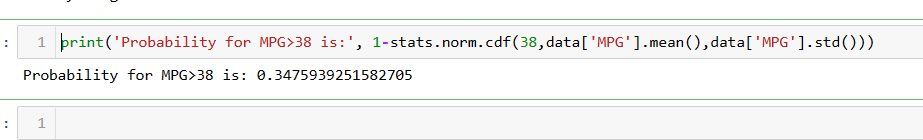 : 1 print('Probability for MPG>38 is:', 1-stats.norm.cdf(38,data['MPG'].mean(),data['MPG'].std()))
Probability for MPG>38 is: 0.3475939251582705
: 1